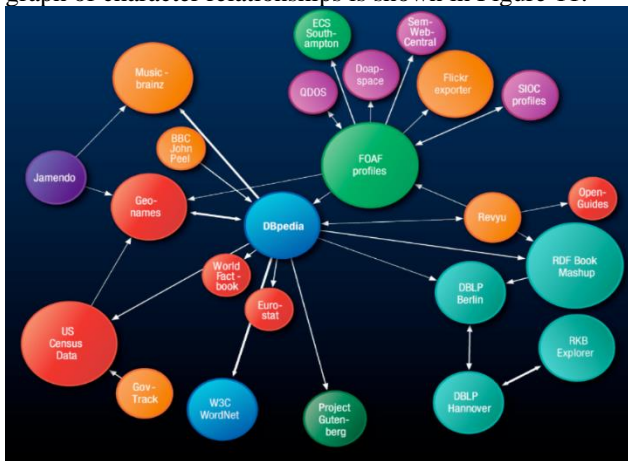 graph of character relationships is shown in Figure 11.
ECS
South-
ampton
Sem-
Web-
Central
Music -
brainz
Doap-
space
Flickr
exporter
QDOS
SIOC
profiles
BBC
John
Peel
FOAF
profiles
Jamendo
Geo-
names
Revyu
Open-
Guides
DBpedia
World
Fact -
book
RDF Book
Mashup
DBLP
Berlin
Euro-
stat
US
Census
Data
RKB
Explorer
Gov-
Track
W3C
WordNet
Project
Guten-
berg
DBLP
Hannover